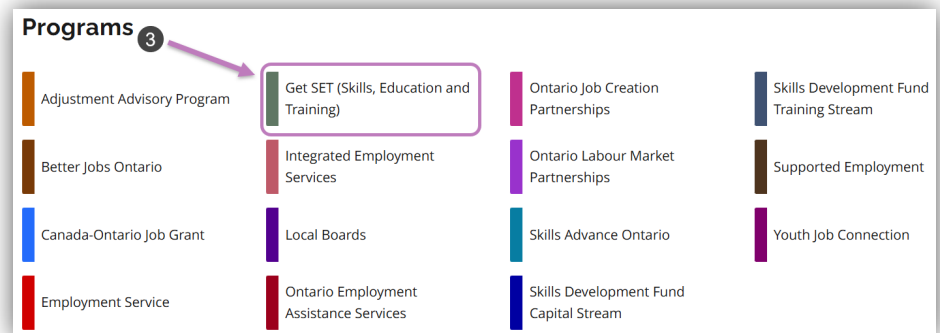 Programs
3
Adjustment Advisory Program
Get SET (Skills, Education and
Training)
Ontario Job Creation
Partnerships
Skills Development Fund
Training Stream
Better Jobs Ontario
Integrated Employment
Services
Ontario Labour Market
Partnerships
Supported Employment
Canada-Ontario Job Grant
Local Boards
Skills Advance Ontario
Youth Job Connection
Employment Service
Ontario Employment
Assistance Services
Skills Development Fund
Capital Stream